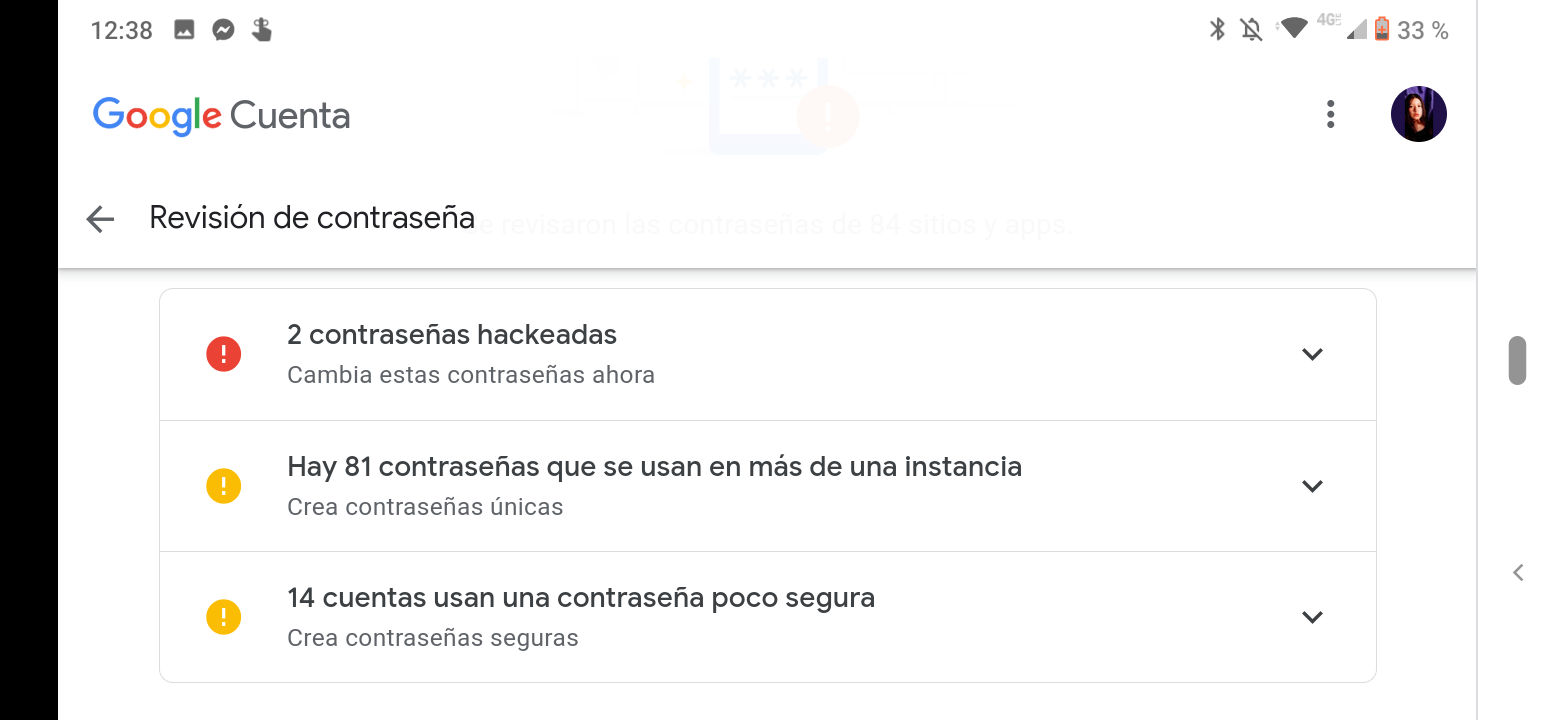 12:38
4G
33 %
Google Cuenta
***
Revisión de contraseña
e revisaron las contraseñas de 84 sitios y apps.
2 contraseñas hackeadas
Cambia estas contraseñas ahora
Hay 81 contraseñas que se usan en más de una instancia
Crea contraseñas únicas
14 cuentas usan una contraseña poco segura
Crea contraseñas seguras